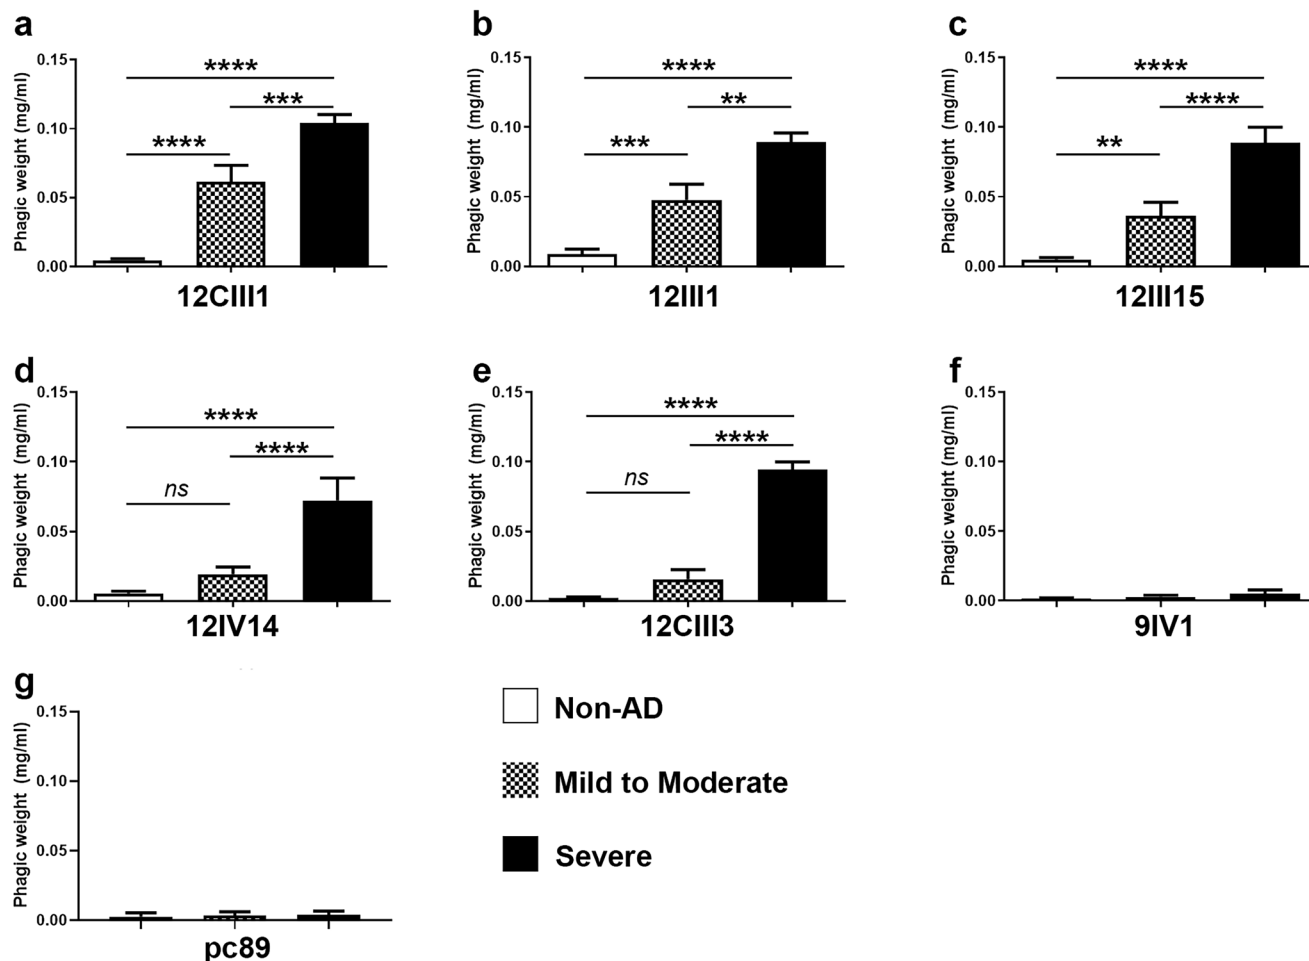 a
Phagic weight (mg/ml)
0.15
0.10
0.05
0.00
****
***
****
12CIII1
b
Phagic weight (mg/ml)
0.15
0.10
0.05
0.00
****
**
***
12III1
c
Phagic weight (mg/ml)
0.15
0.10
0.05
0.00
****
****
**
12III15
d
Phagic weight (mg/ml)
0.15
0.10
0.05
0.00
****
****
ns
12IV14
e
Phagic weight (mg/ml)
0.15
0.10
0.05
0.00
****
****
ns
12CIII3
f
Phagic weight (mg/ml)
0.15
0.10
0.05
0.00
9IV1
g
Phagic weight (mg/ml)
0.15
0.10
0.05
0.00
pc89
Non-AD
Mild to Moderate
Severe